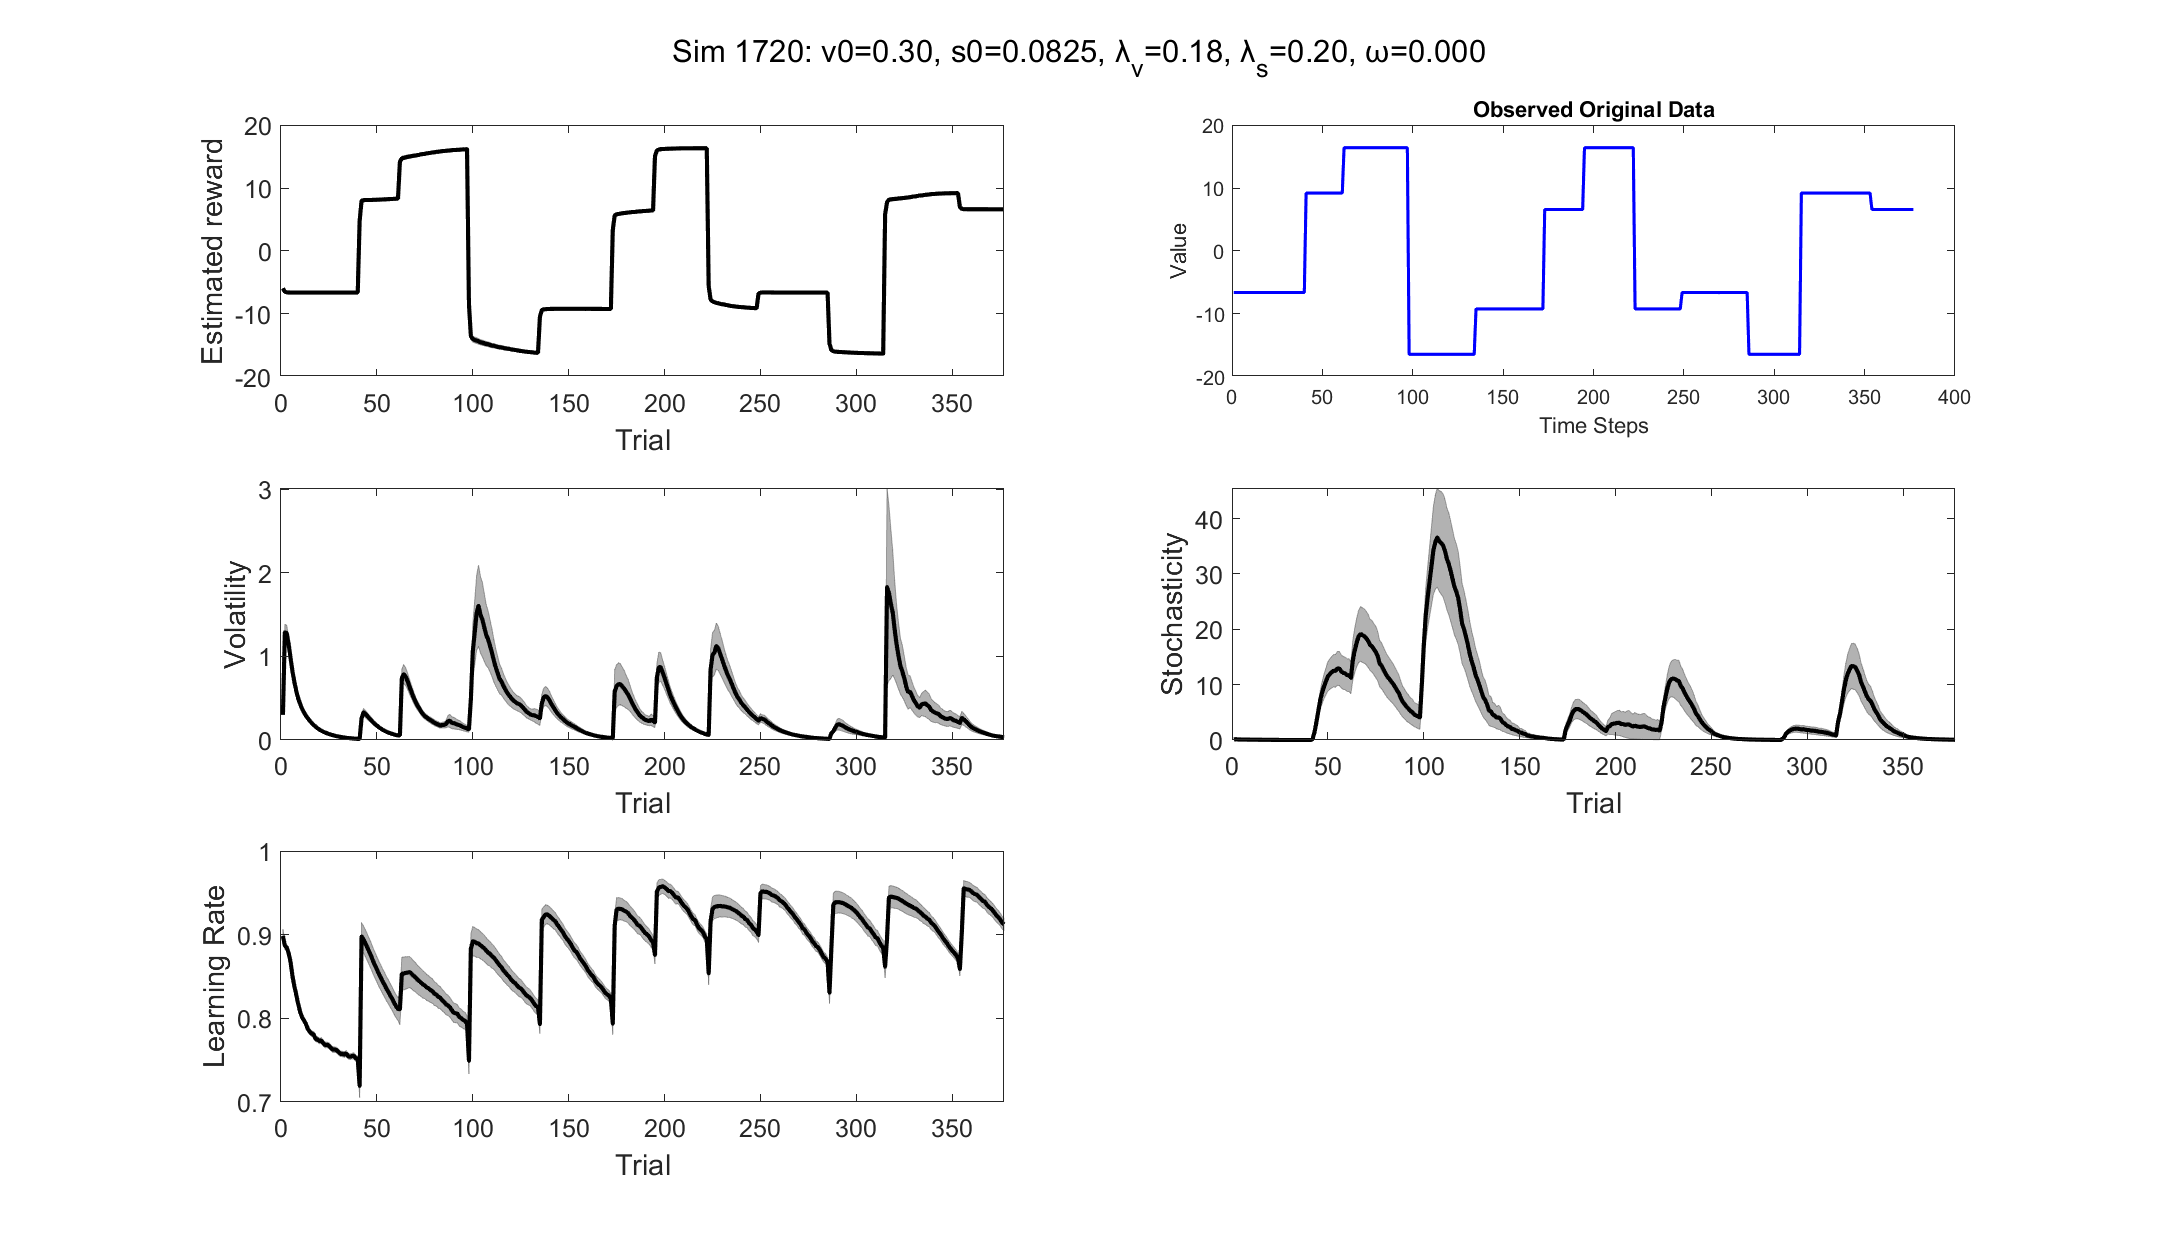 Sim 1720: v0=0.30, s0=0.0825, λ_v=0.18, λ_s=0.20, ω=0.000
Estimated reward
20
10
0
-10
-20
0 50 100 150 200 250 300 350
Trial
Observed Original Data
Value
20
10
0
-10
-20
0 50 100 150 200 250 300 350 400
Time Steps
Volatility
3
2
1
0
0 50 100 150 200 250 300 350
Trial
Stochasticity
40
30
20
10
0
0 50 100 150 200 250 300 350
Trial
Learning Rate
1
0.9
0.8
0.7
0 50 100 150 200 250 300 350
Trial